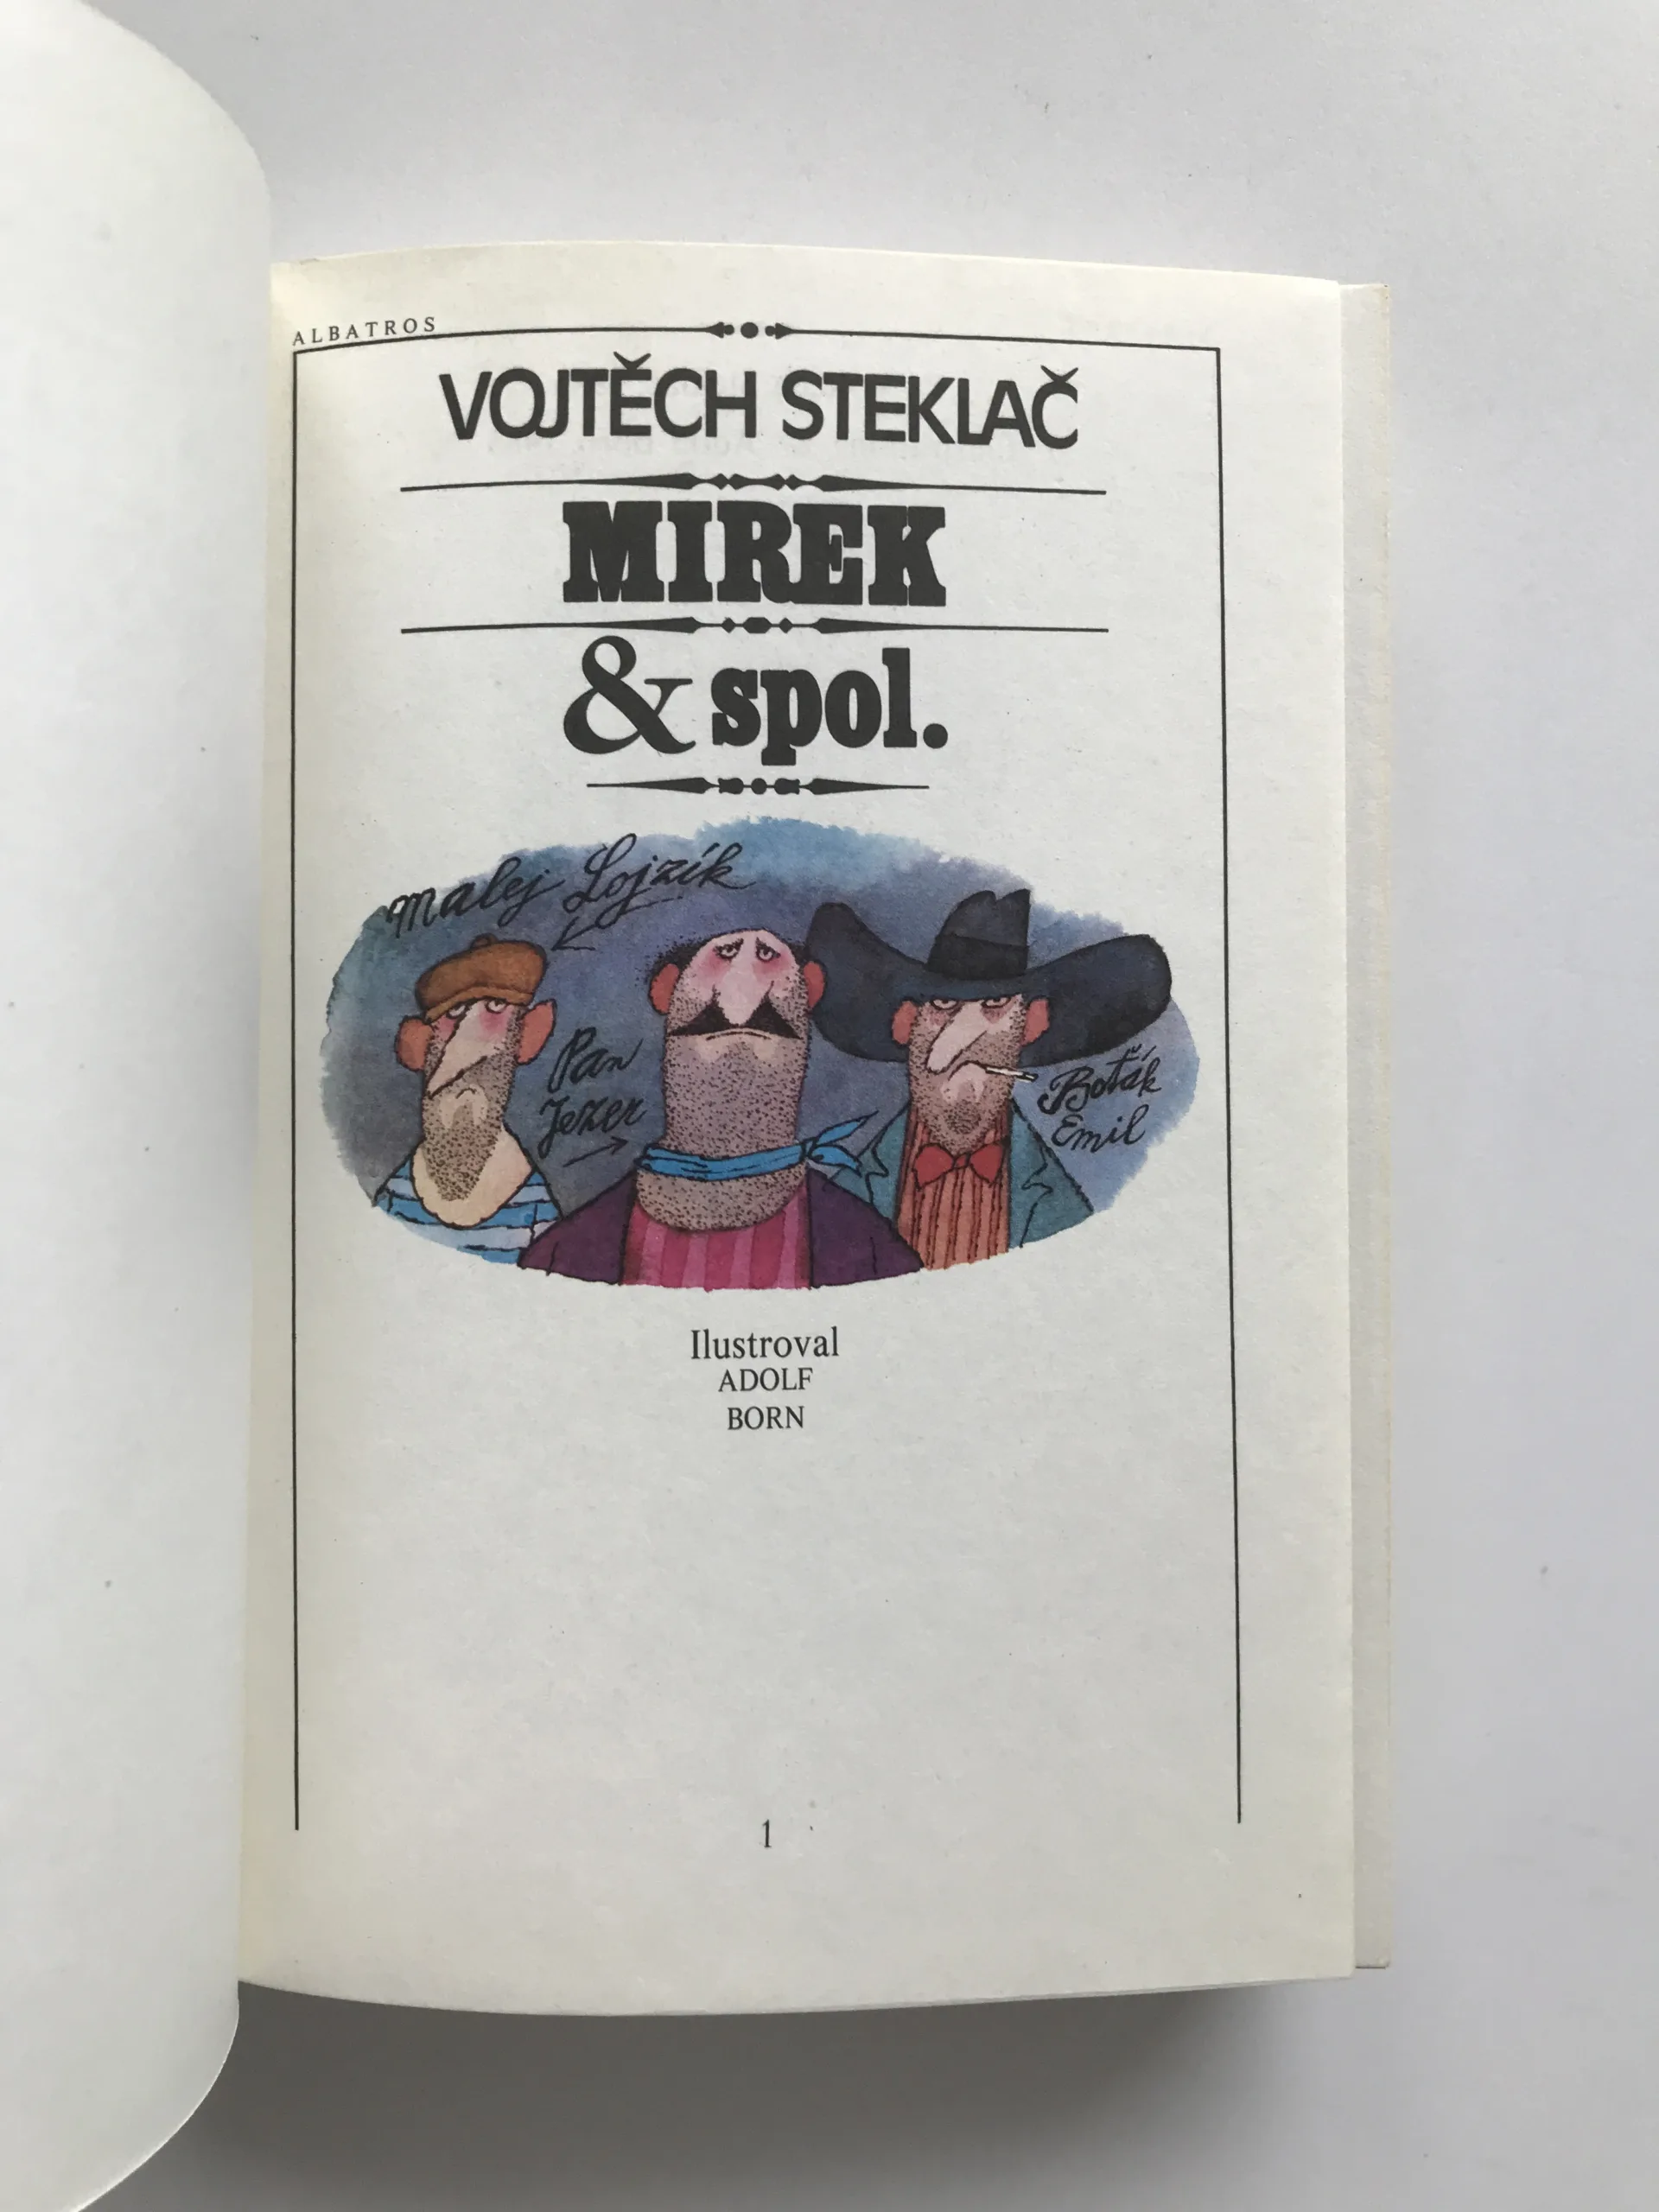 ALBATROS
VOJTĚCH STEKLAČ
MIREK
& spol.
Malej Lojzík
Pan
Jezer
Boťák
Emil
Ilustroval
ADOLF
BORN
1